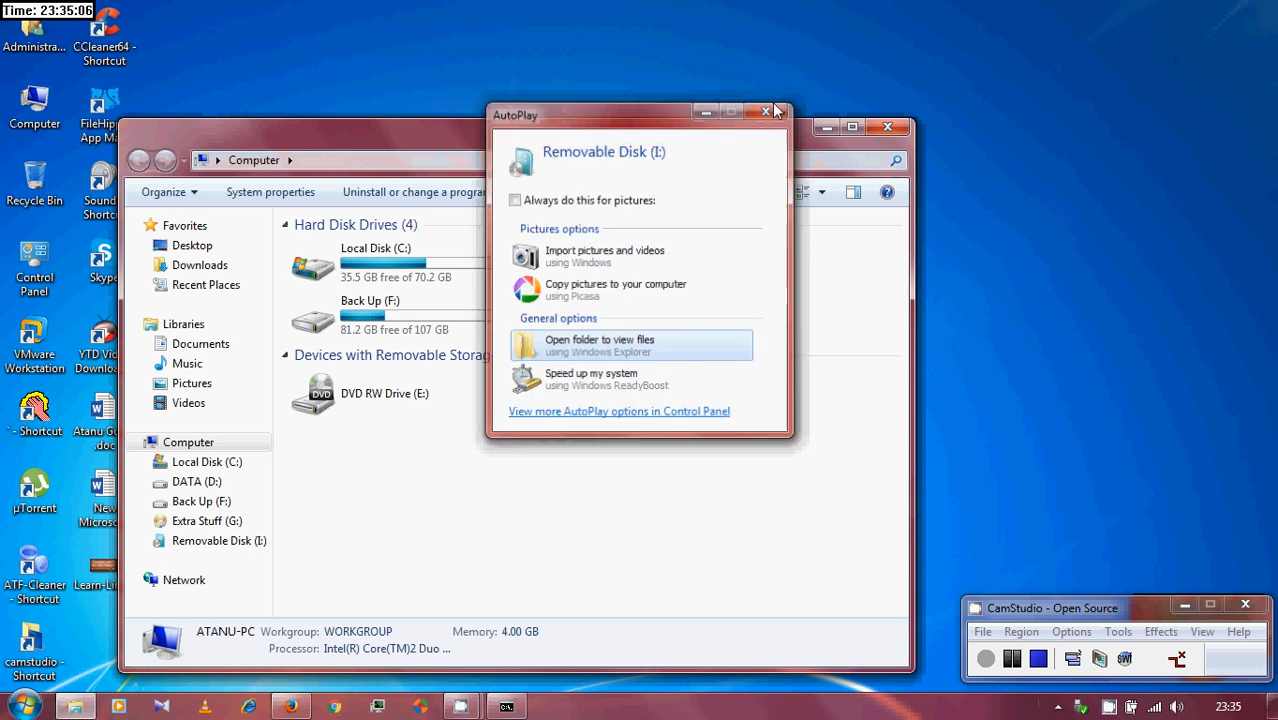 Time: 23:35:06
Administra...
CCleaner64 -
Shortcut
Computer
FileHip
App Ma
Recycle Bin
Sound
Shortc
Control
Panel
Skype
VMware
Workstation
YTD Vid
Downloa
`- Shortcut
Atanu G
.doc
µTorrent
New
Micros
ATF-Cleaner
- Shortcut
Learn-Li
camstudio -
Shortcut
Computer
Organize
System properties
Uninstall or change a progra
Favorites
Desktop
Downloads
Recent Places
Libraries
Documents
Music
Pictures
Videos
Computer
Local Disk (C:)
DATA (D:)
Back Up (F:)
Extra Stuff (G:)
Removable Disk (I:)
Network
Hard Disk Drives (4)
Local Disk (C:)
35.5 GB free of 70.2 GB
Back Up (F:)
81.2 GB free of 107 GB
Devices with Removable Storag
DVD
DVD RW Drive (E:)
ATANU-PC
Workgroup: WORKGROUP
Memory: 4.00 GB
Processor: Intel(R) Core(TM)2 Duo ...
AutoPlay
Removable Disk (I:)
Always do this for pictures:
Pictures options
Import pictures and videos
using Windows
Copy pictures to your computer
using Picasa
General options
Open folder to view files
using Windows Explorer
Speed up my system
using Windows ReadyBoost
View more AutoPlay options in Control Panel
CamStudio - Open Source
File Region Options Tools Effects View Help
SWF
23:35